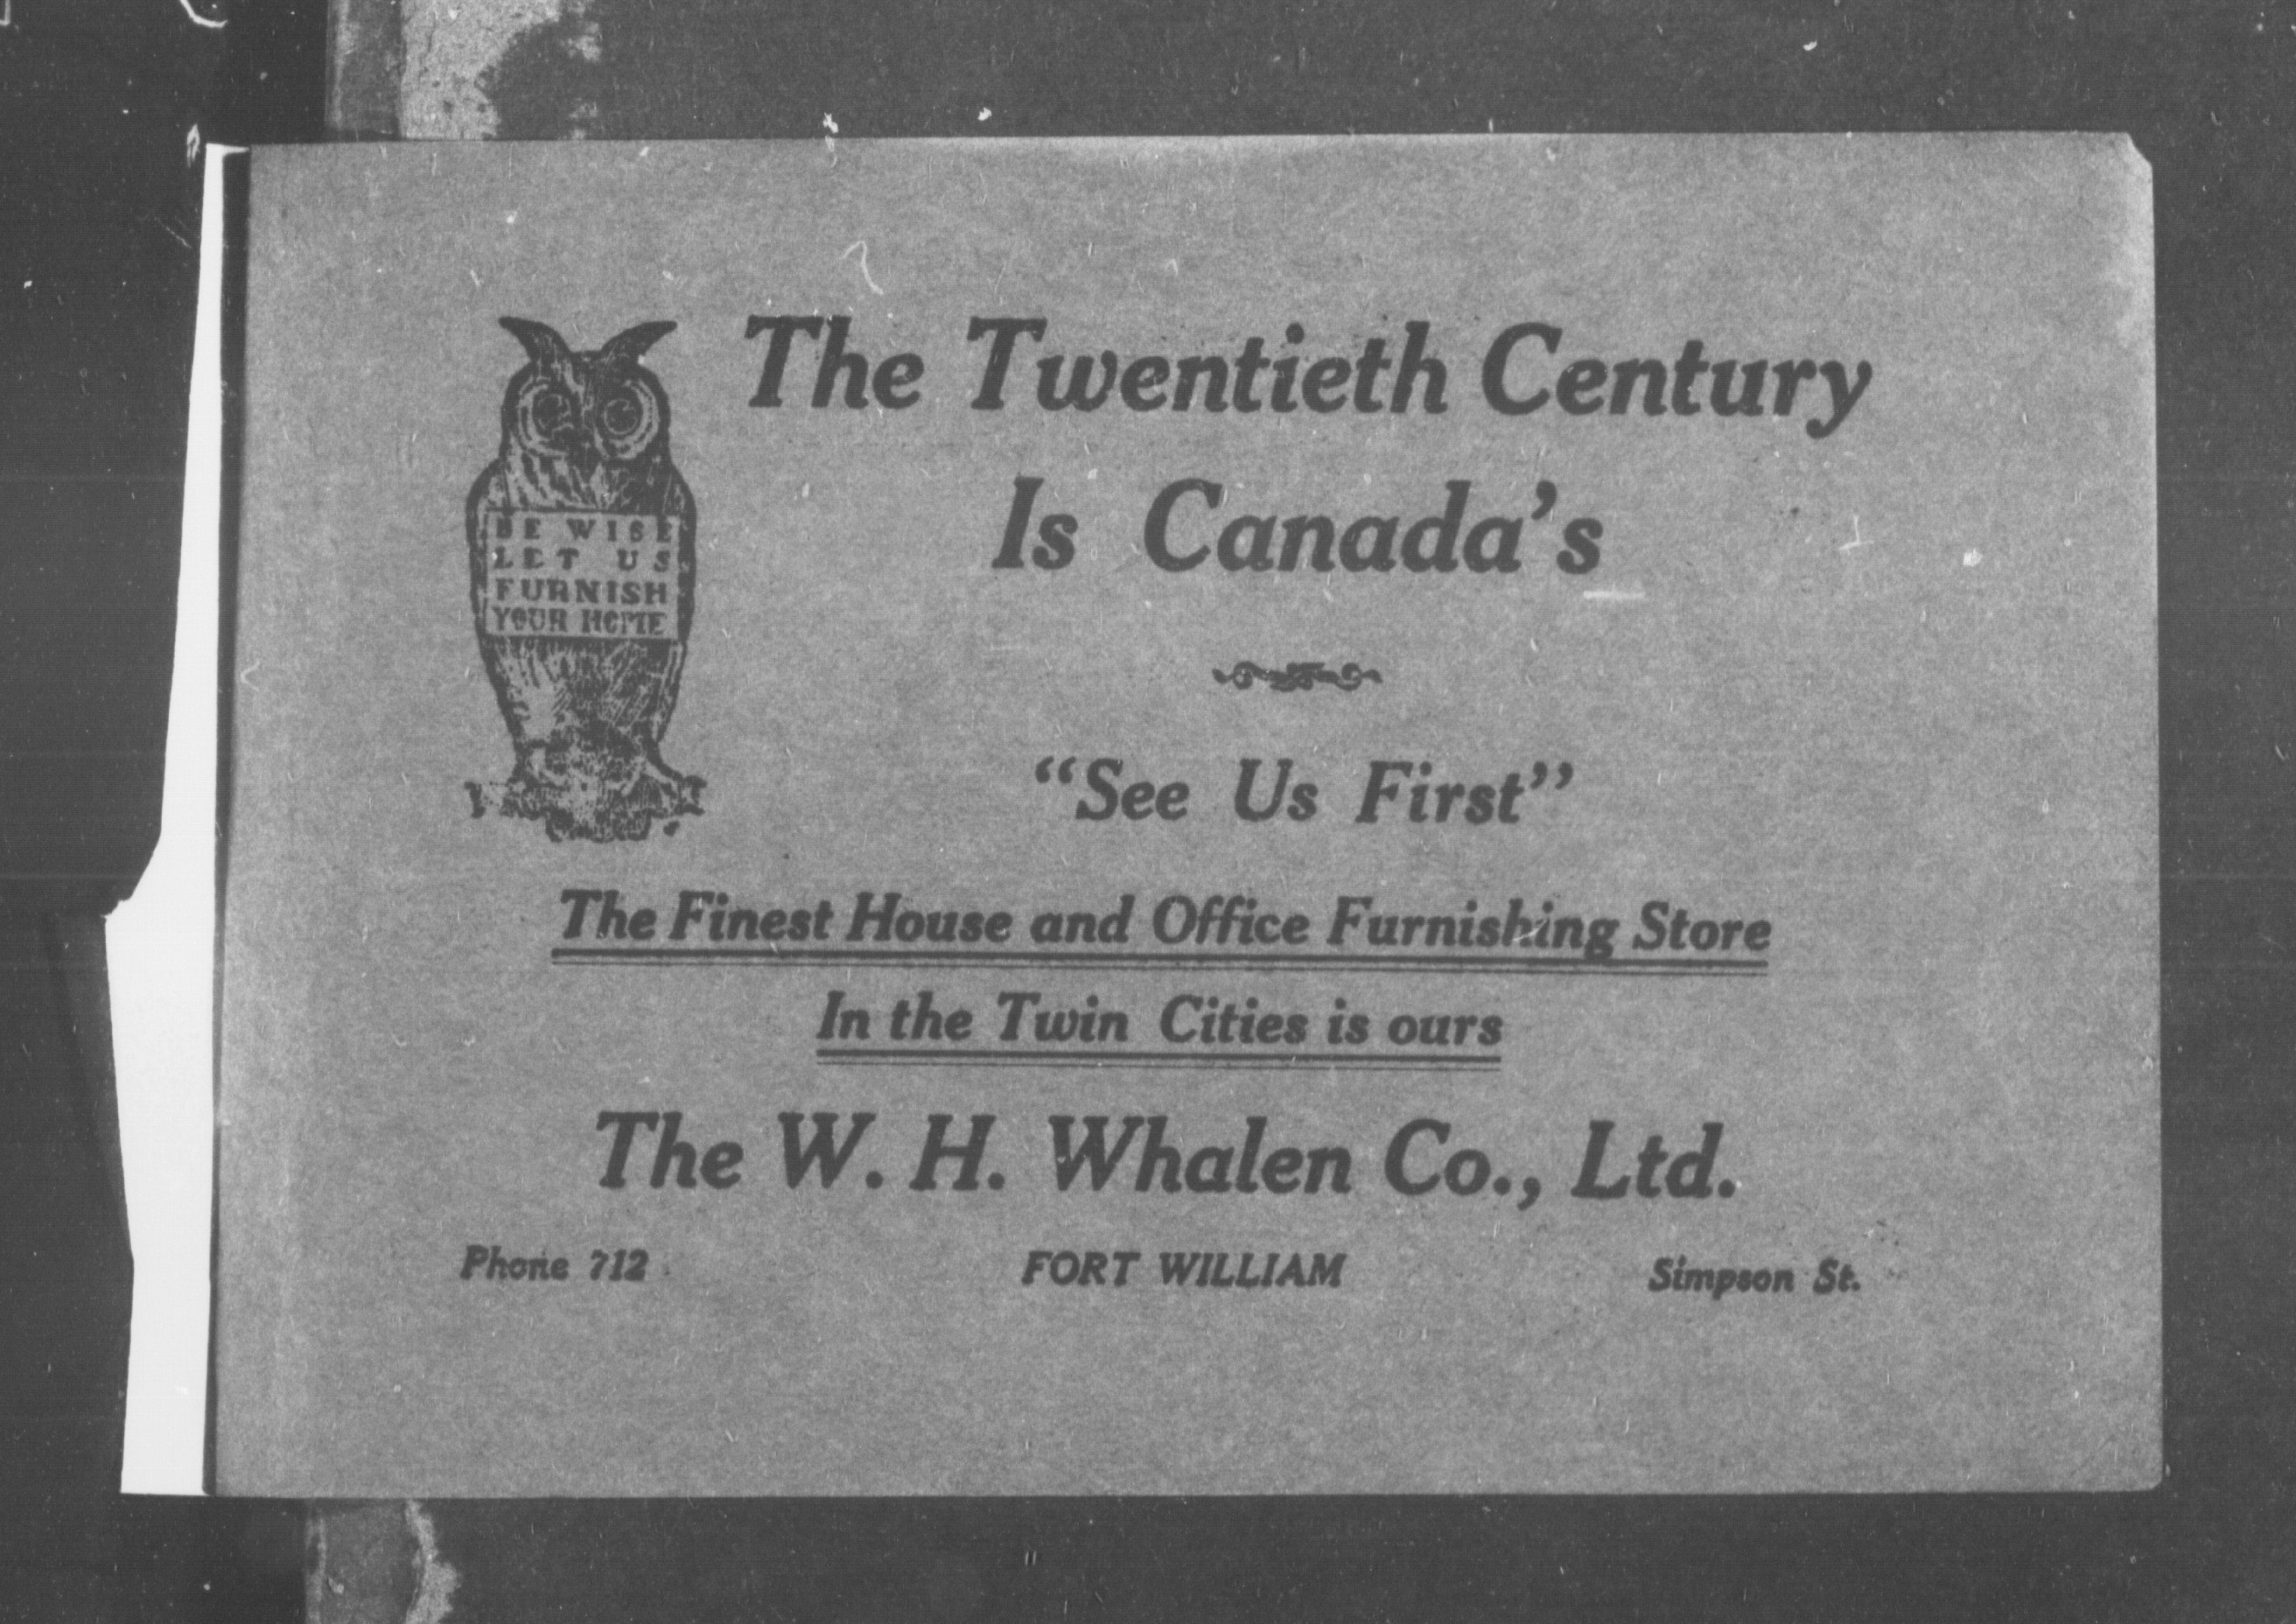 The Twentieth Century
Is Canada's
BE WISE
LET US
FURNISH
YOUR HOME
"See Us First"
The Finest House and Office Furnishing Store
In the Twin Cities is ours
The W. H. Whalen Co., Ltd.
Phone 712 FORT WILLIAM Simpson St.